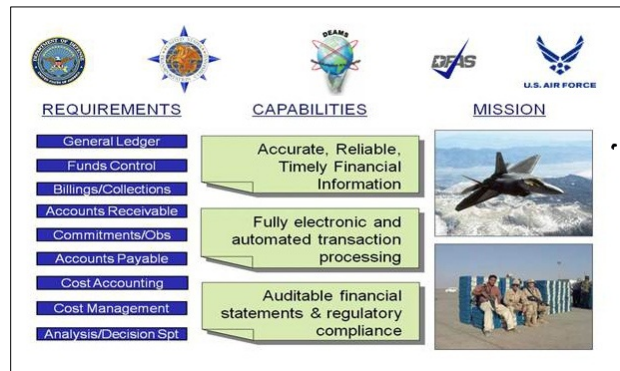 DEAMS
DFAS
U.S. AIR FORCE
REQUIREMENTS
General Ledger
Funds Control
Billings/Collections
Accounts Receivable
Commitments/Obs
Accounts Payable
Cost Accounting
Cost Management
Analysis/Decision Spt
CAPABILITIES
Accurate, Reliable,
Timely Financial
Information
Fully electronic and
automated transaction
processing
Auditable financial
statements & regulatory
compliance
MISSION